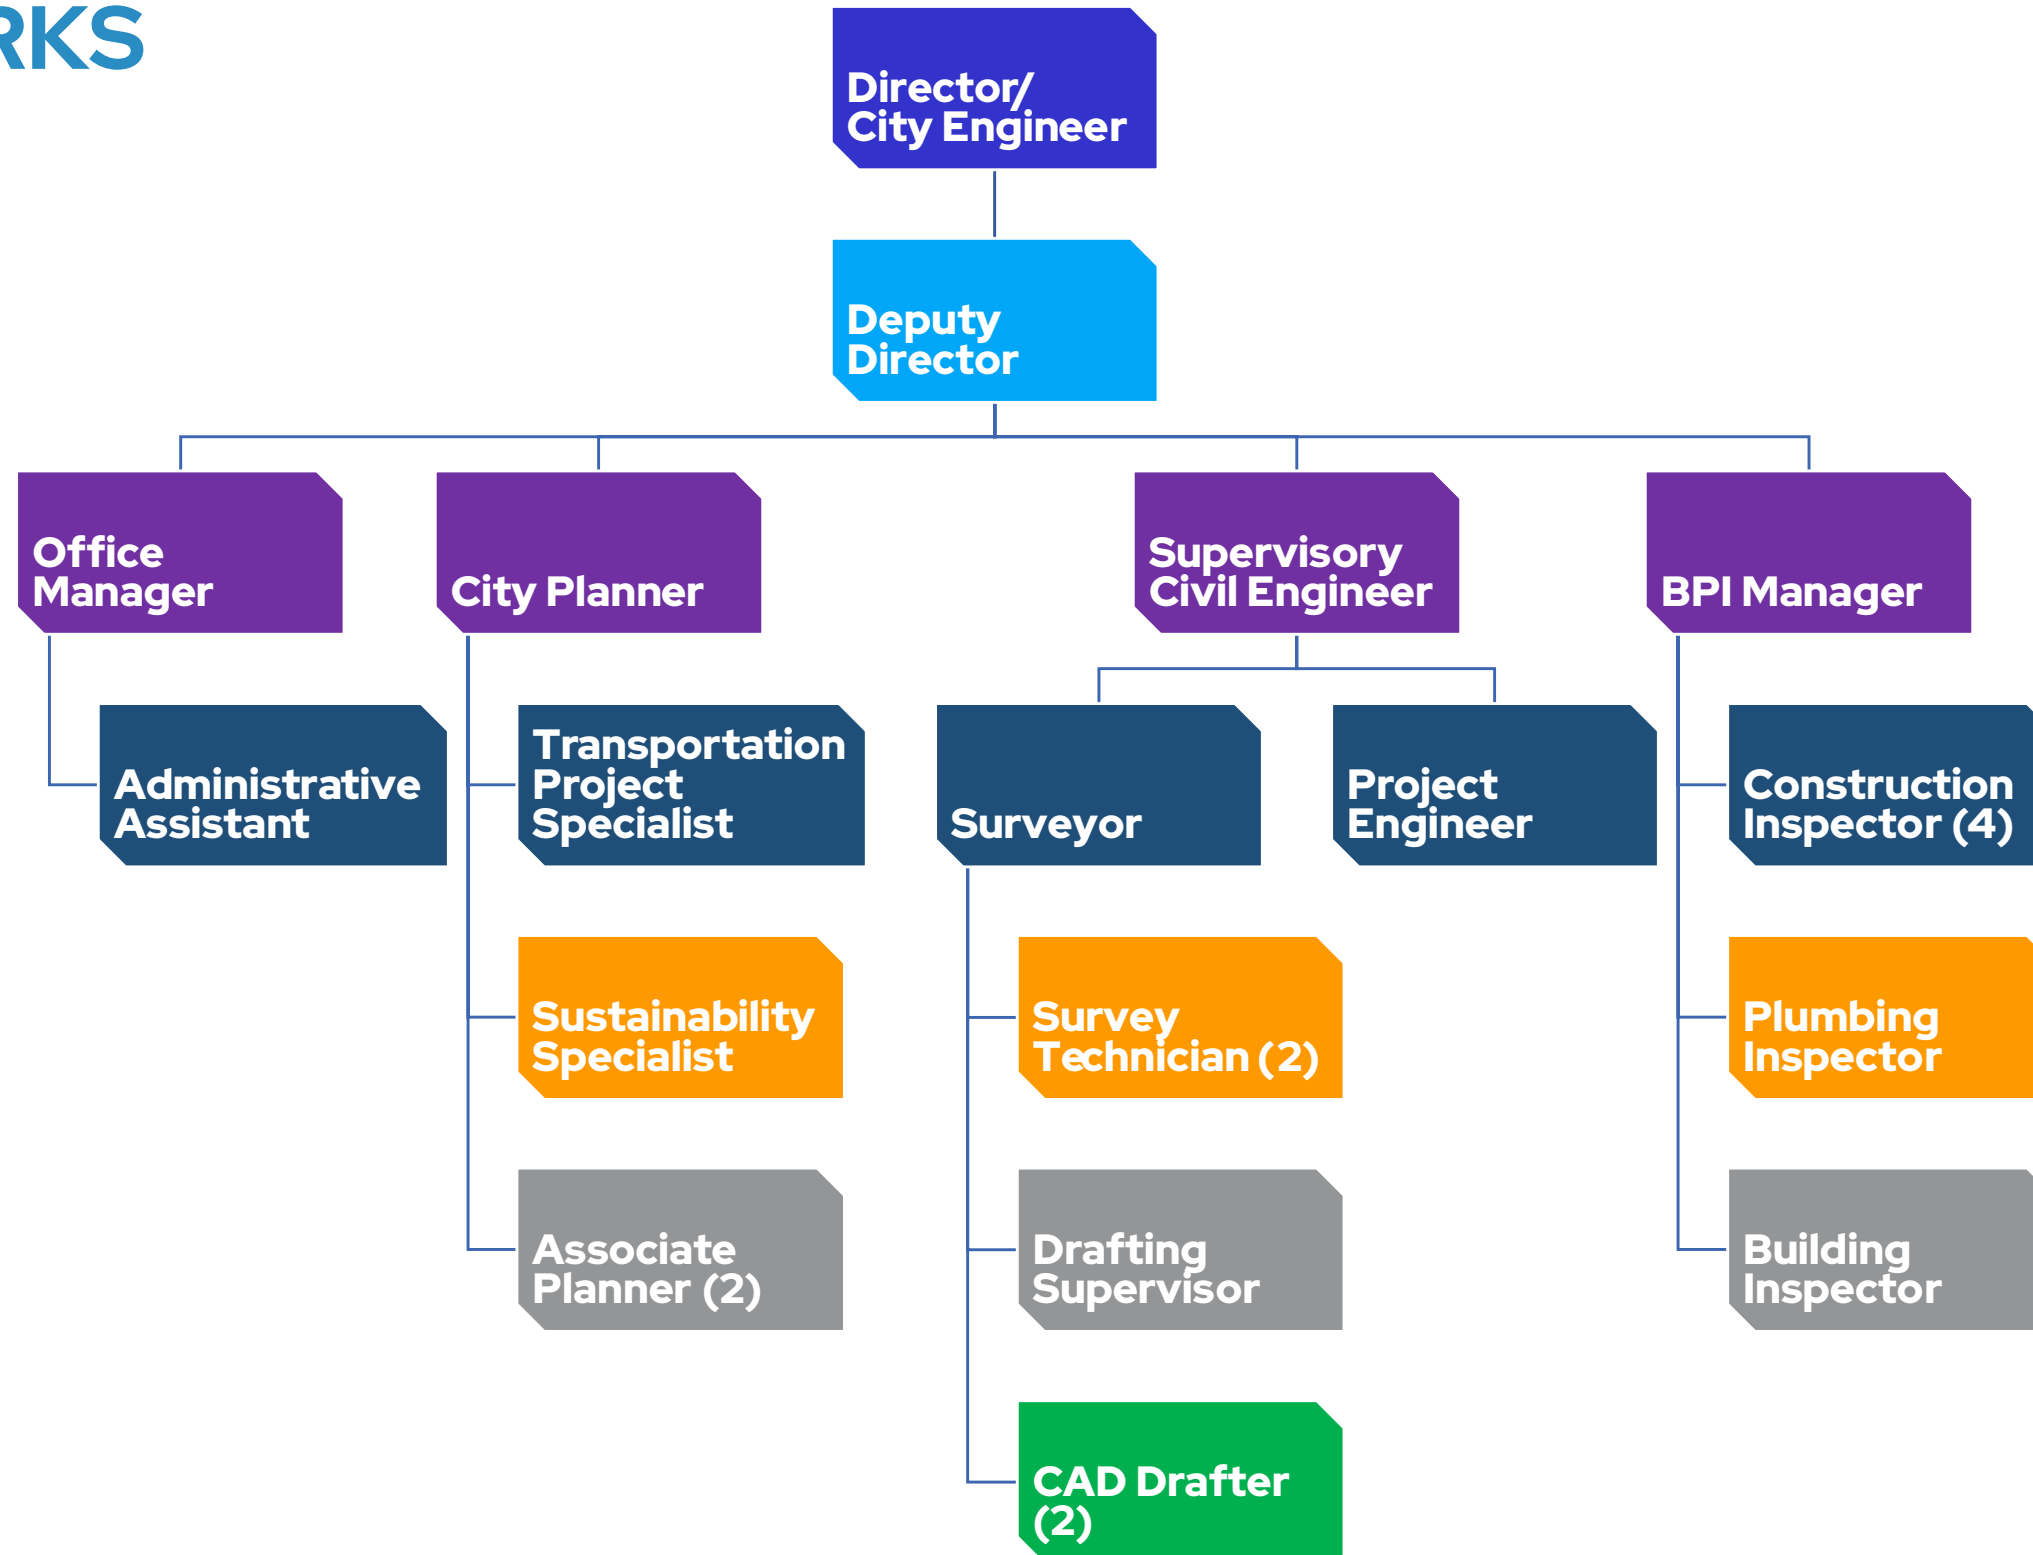 RKS
Director/
City Engineer
Deputy
Director
Office
Manager
City Planner
Supervisory
Civil Engineer
BPI Manager
Administrative
Assistant
Transportation
Project
Specialist
Surveyor
Project
Engineer
Construction
Inspector (4)
Sustainability
Specialist
Survey
Technician (2)
Plumbing
Inspector
Associate
Planner (2)
Drafting
Supervisor
Building
Inspector
CAD Drafter
(2)